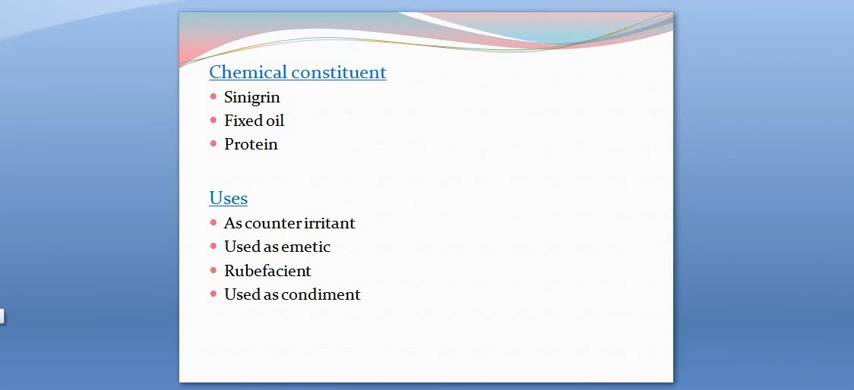 Chemical constituent
Sinigrin
Fixed oil
Protein
Uses
As counter irritant
Used as emetic
Rubefacient
Used as condiment